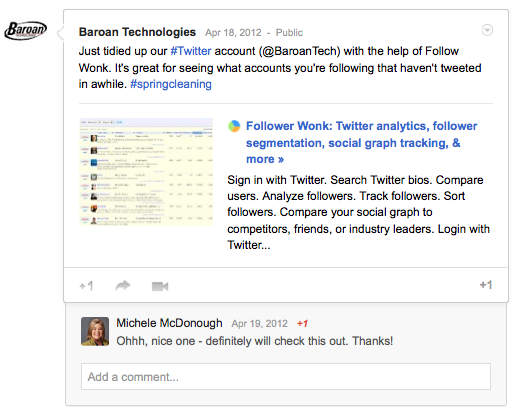 Baroan
Baroan Technologies Apr 18, 2012 - Public
Just tidied up our #Twitter account (@BaroanTech) with the help of Follow
Wonk. It's great for seeing what accounts you're following that haven't tweeted
in awhile. #springcleaning
Follower Wonk: Twitter analytics, follower
segmentation, social graph tracking, &
more »
Sign in with Twitter. Search Twitter bios. Compare
users. Analyze followers. Track followers. Sort
followers. Compare your social graph to
competitors, friends, or industry leaders. Login with
Twitter...
+1
+1
Michele McDonough Apr 19, 2012 +1
Ohhh, nice one - definitely will check this out. Thanks!
Add a comment...